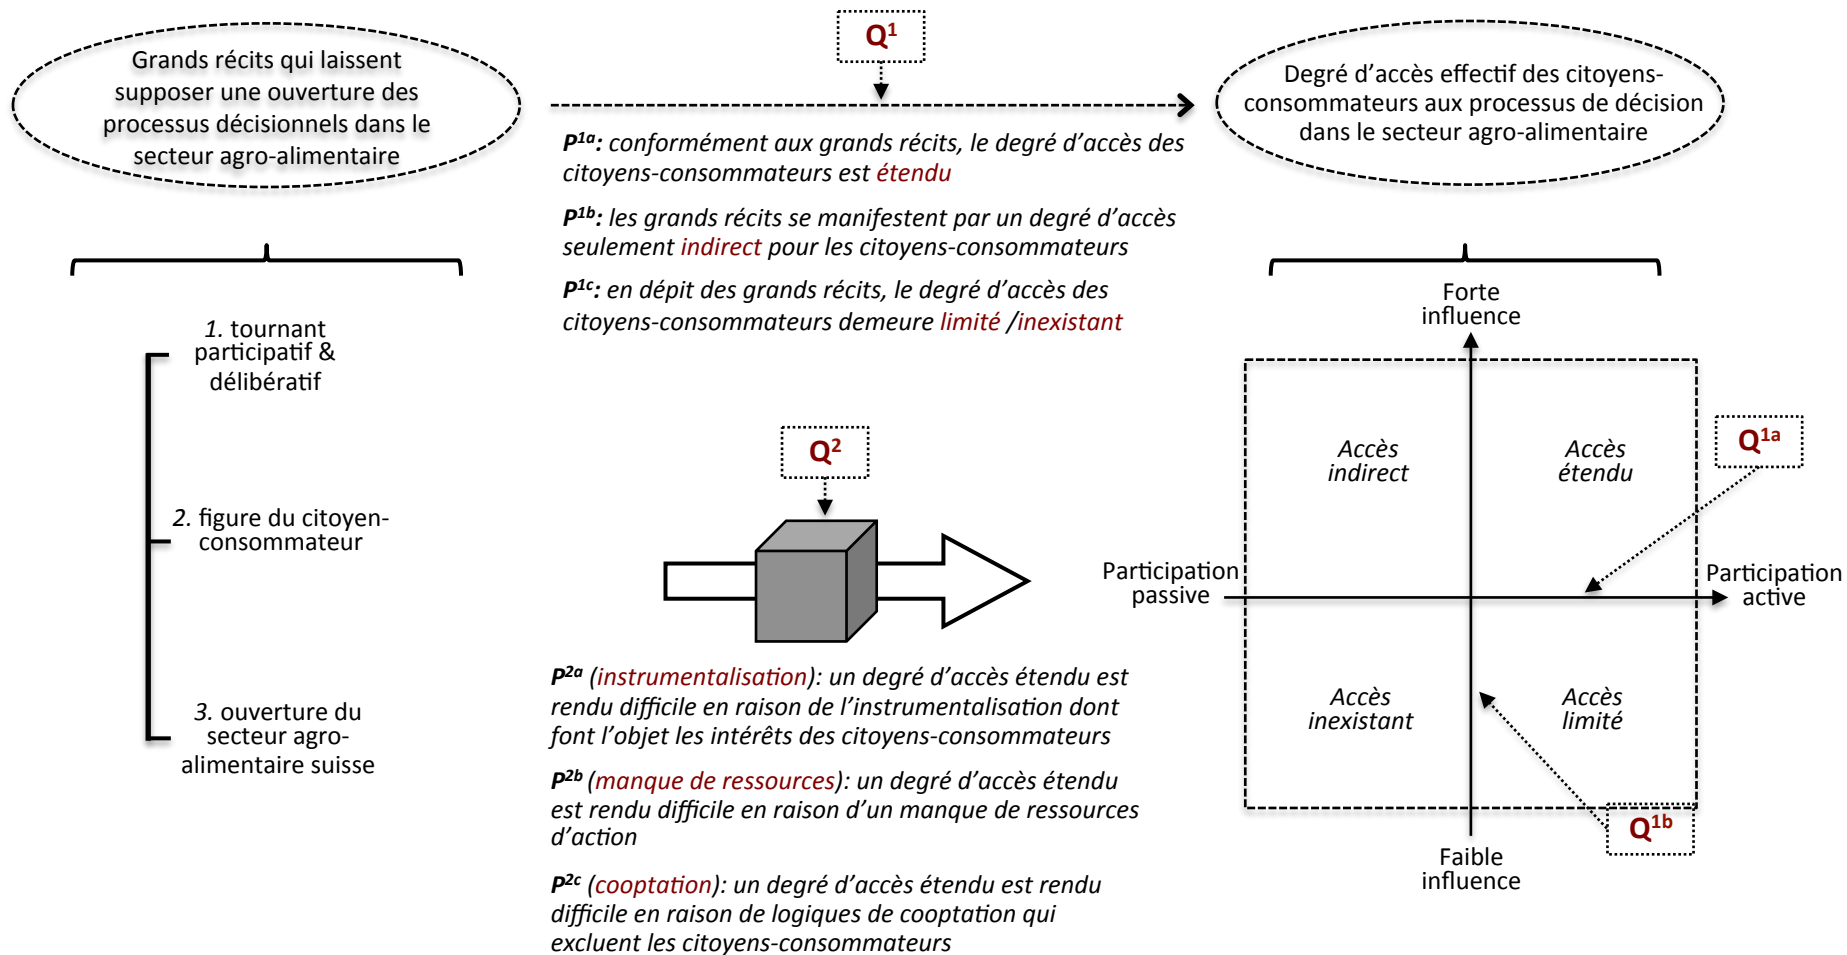 Grands récits qui laissent
supposer une ouverture des
processus décisionnels dans le
secteur agro-alimentaire
Q1
Degré d’accès effectif des citoyens-
consommateurs aux processus de décision
dans le secteur agro-alimentaire
P1a: conformément aux grands récits, le degré d’accès des
citoyens-consommateurs est étendu
P1b: les grands récits se manifestent par un degré d’accès
seulement indirect pour les citoyens-consommateurs
P1c: en dépit des grands récits, le degré d’accès des
citoyens-consommateurs demeure limité /inexistant
1. tournant
participatif &
délibératif
2. figure du citoyen-
consommateur
3. ouverture du
secteur agro-
alimentaire suisse
Q2
P2a (instrumentalisation): un degré d’accès étendu est
rendu difficile en raison de l’instrumentalisation dont
font l’objet les intérêts des citoyens-consommateurs
P2b (manque de ressources): un degré d’accès étendu
est rendu difficile en raison d’un manque de ressources
d’action
P2c (cooptation): un degré d’accès étendu est rendu
difficile en raison de logiques de cooptation qui
excluent les citoyens-consommateurs
Forte
influence
Accès
indirect
Accès
étendu
Q1a
Participation
passive
Participation
active
Accès
inexistant
Accès
limité
Q1b
Faible
influence